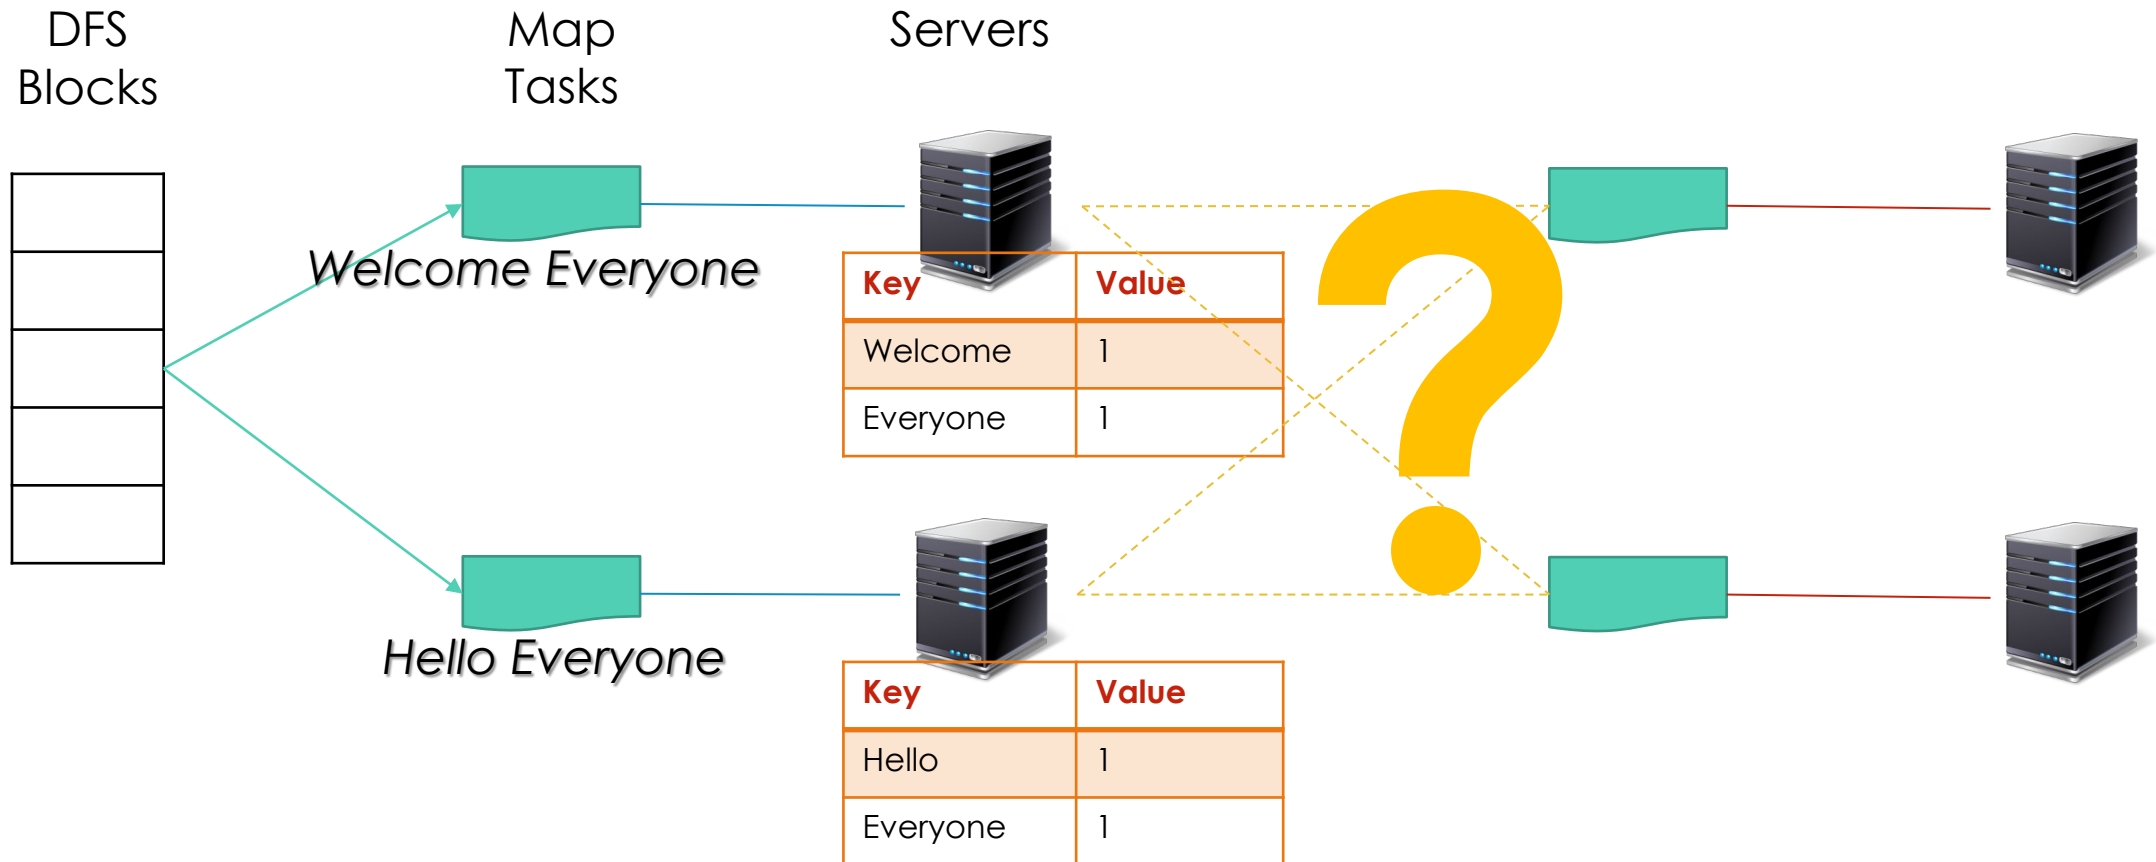 DFS
Blocks
Map
Tasks
Servers
Welcome Everyone
Key Value
Welcome 1
Everyone 1
?
Hello Everyone
Key Value
Hello 1
Everyone 1